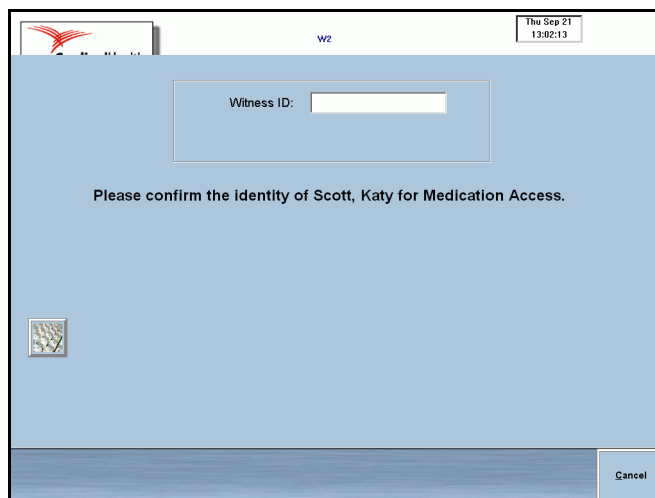 W2
Thu Sep 21
13:02:13
Witness ID:
Please confirm the identity of Scott, Katy for Medication Access.
Cancel